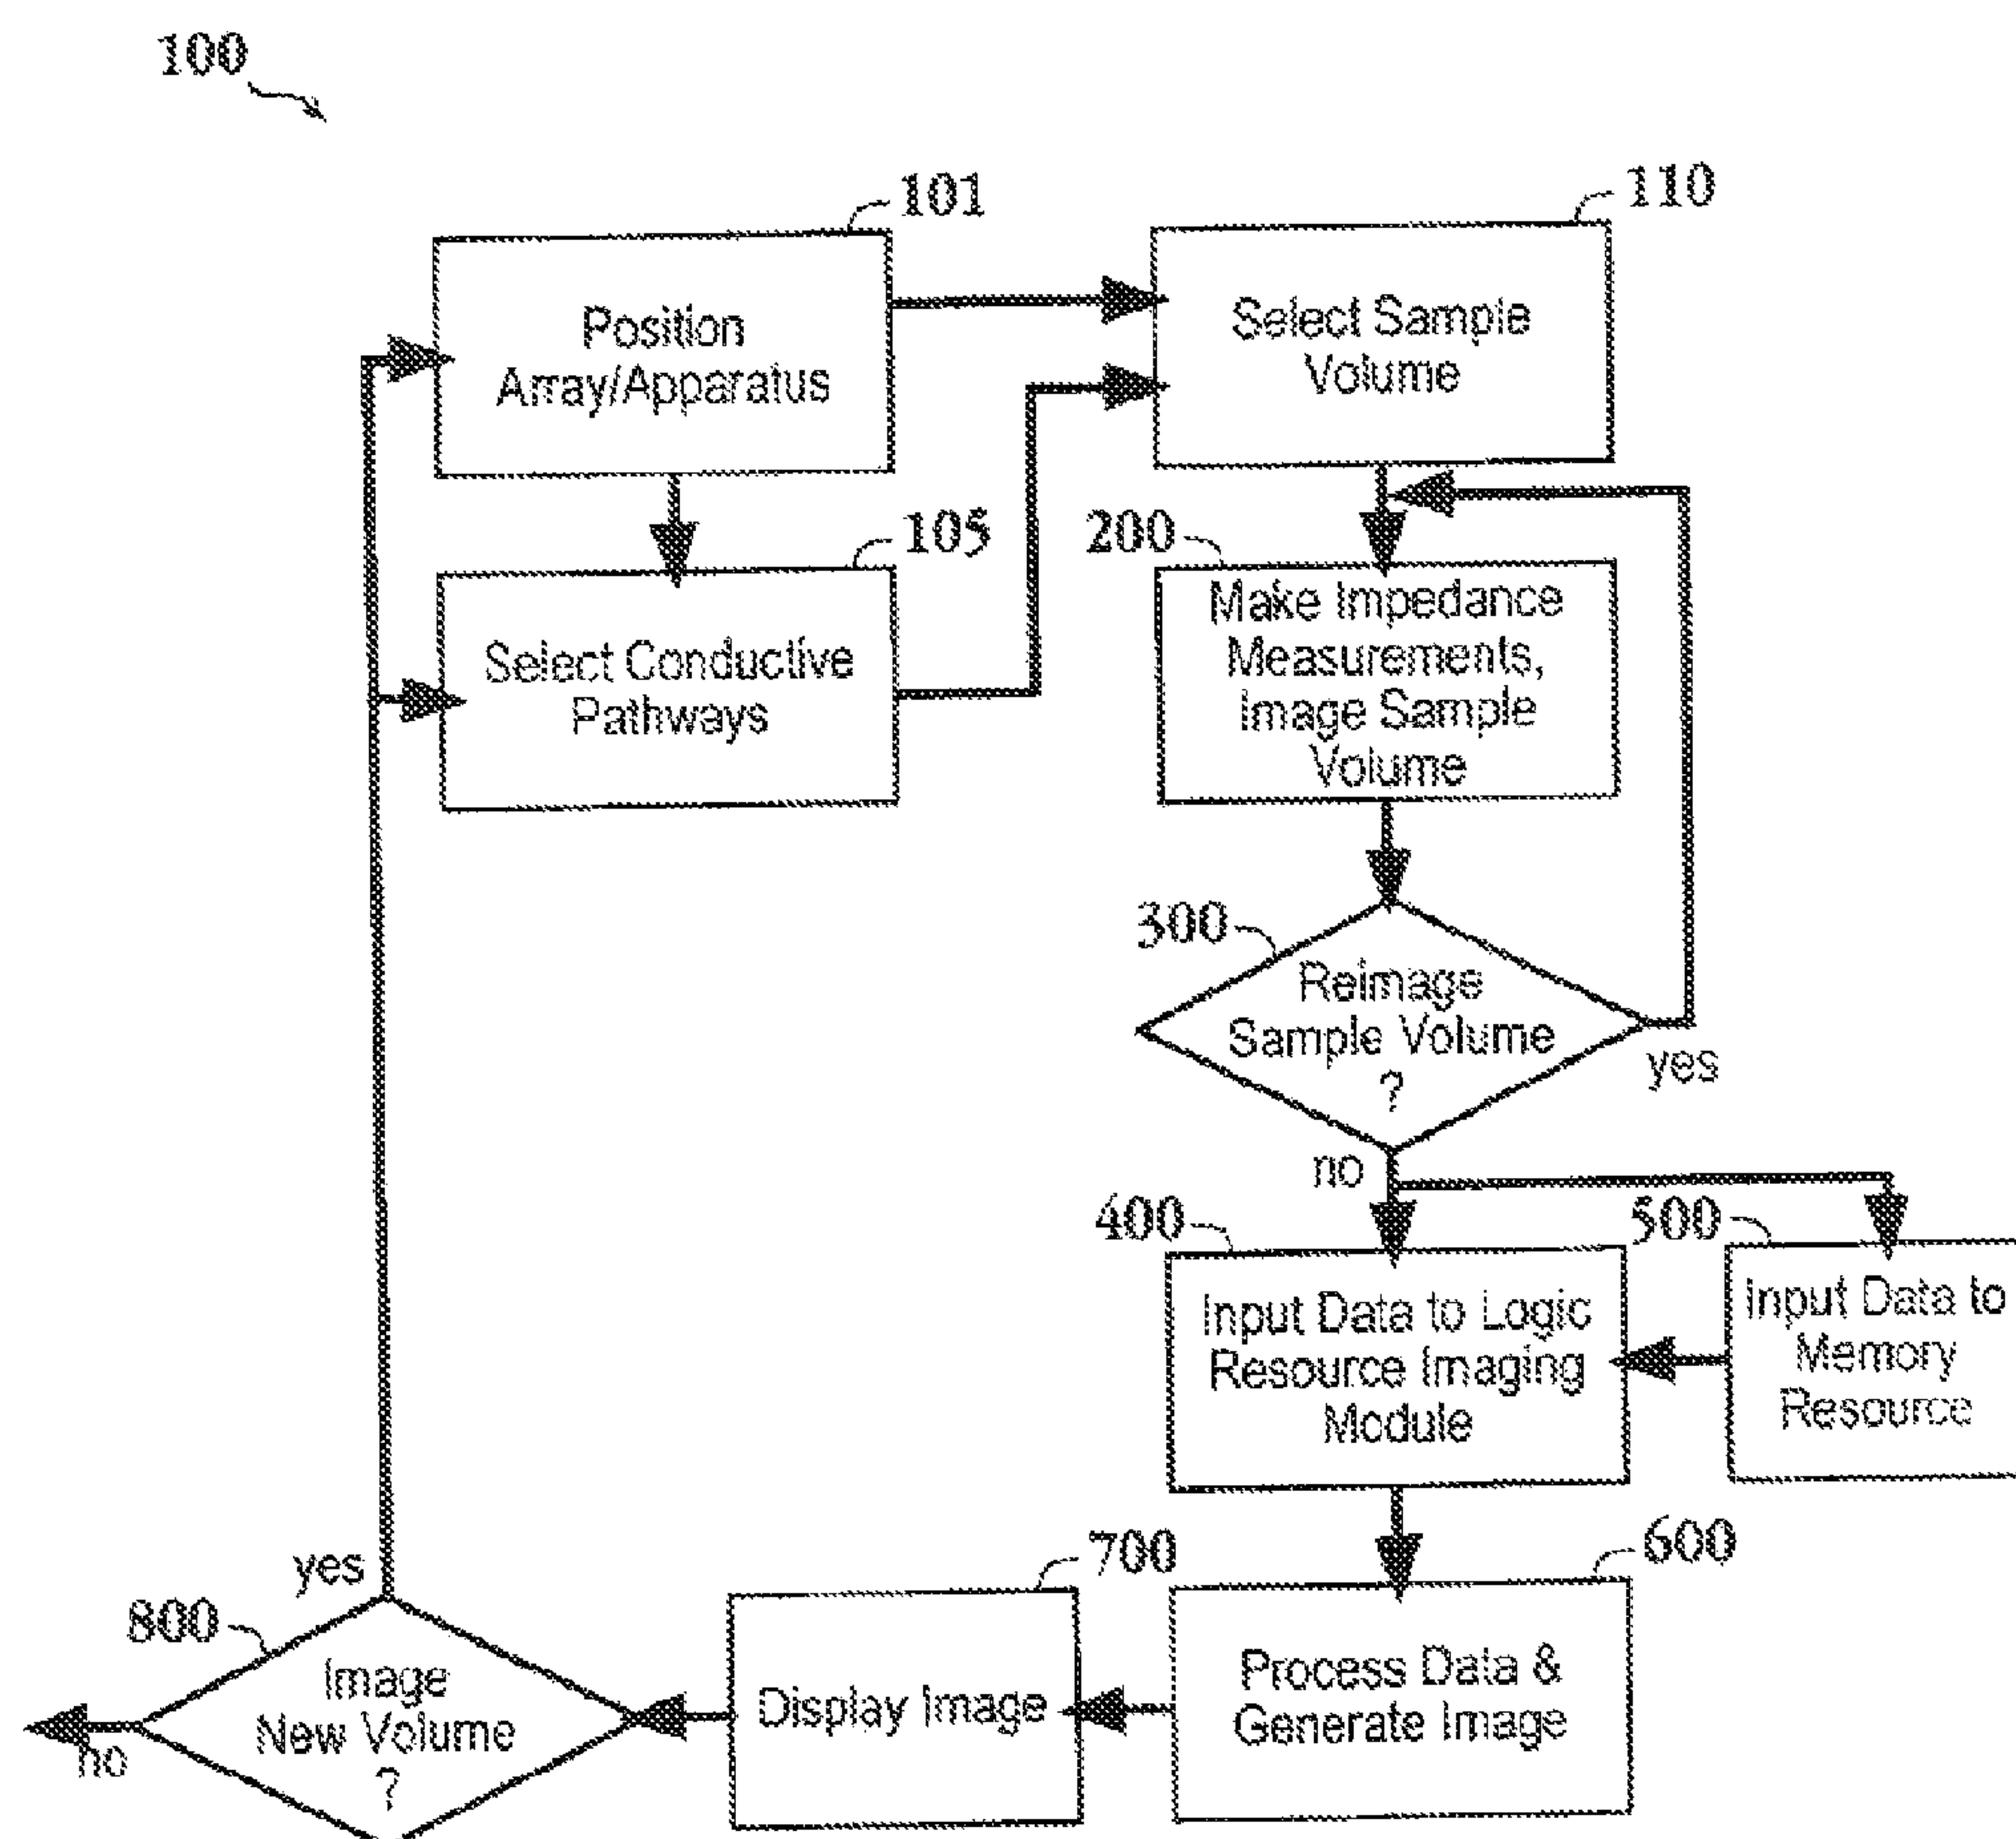 100
101
Position
Array/Apparatus
110
Select Sample
Volume
105
Select Conductive
Pathways
200
Make Impedance
Measurements,
Image Sample
Volume
300
Reimage
Sample Volume
?
yes
no
400
Input Data to Logic
Resource Imaging
Module
500
Input Data to
Memory
Resource
600
Process Data &
Generate Image
700
Display Image
800
Image
New Volume
?
yes
no